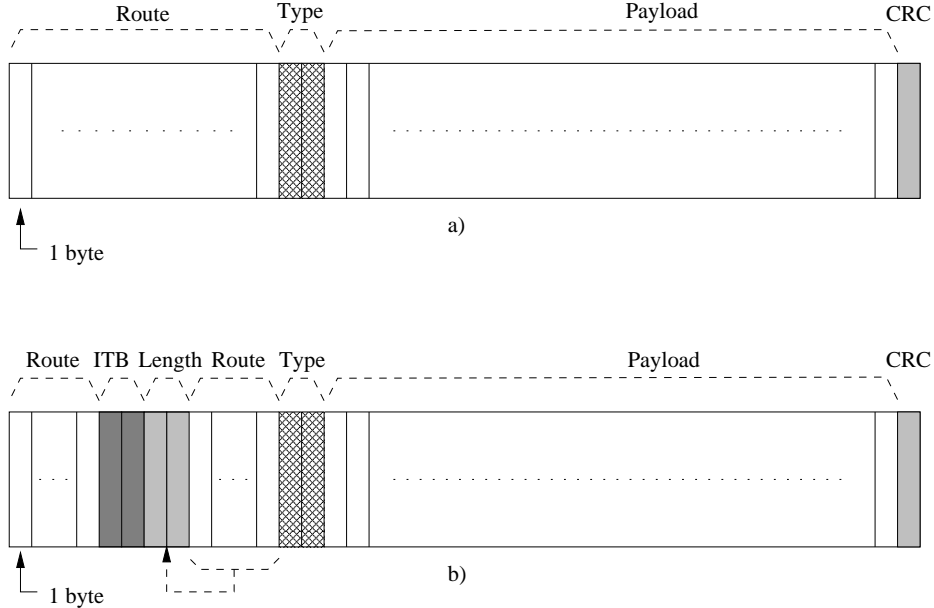 Route Type Payload CRC
a)
1 byte
Route ITB Length Route Type Payload CRC
b)
1 byte